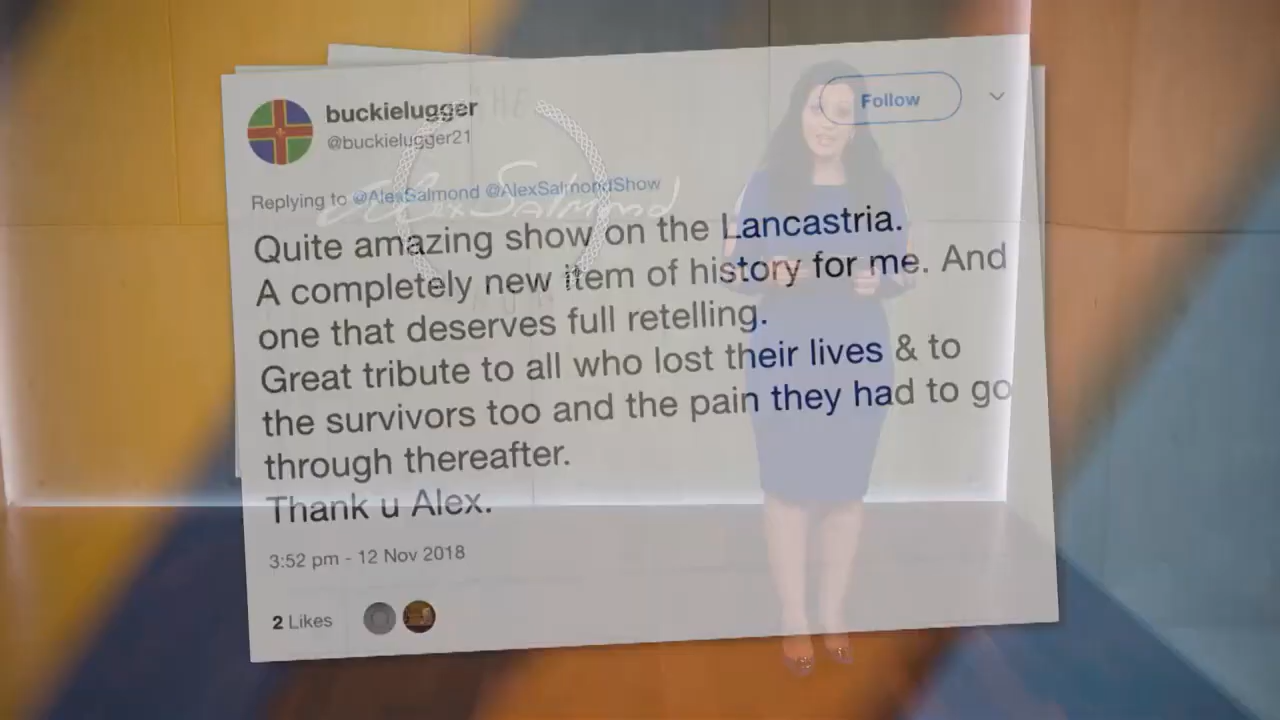 buckielugger
@buckielugger21
Follow
Replying to @AlexSalmond @AlexSalmondShow
THE
Alex Salmond
Quite amazing show on the Lancastria.
A completely new item of history for me. And
one that deserves full retelling.
Great tribute to all who lost their lives & to
the survivors too and the pain they had to go
through thereafter.
Thank u Alex.
3:52 pm - 12 Nov 2018
2 Likes